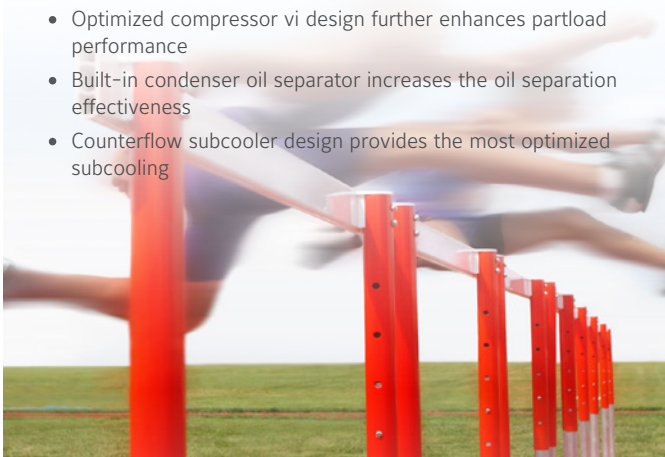 • Optimized compressor vi design further enhances partload
performance
• Built-in condenser oil separator increases the oil separation
effectiveness
• Counterflow subcooler design provides the most optimized
subcooling